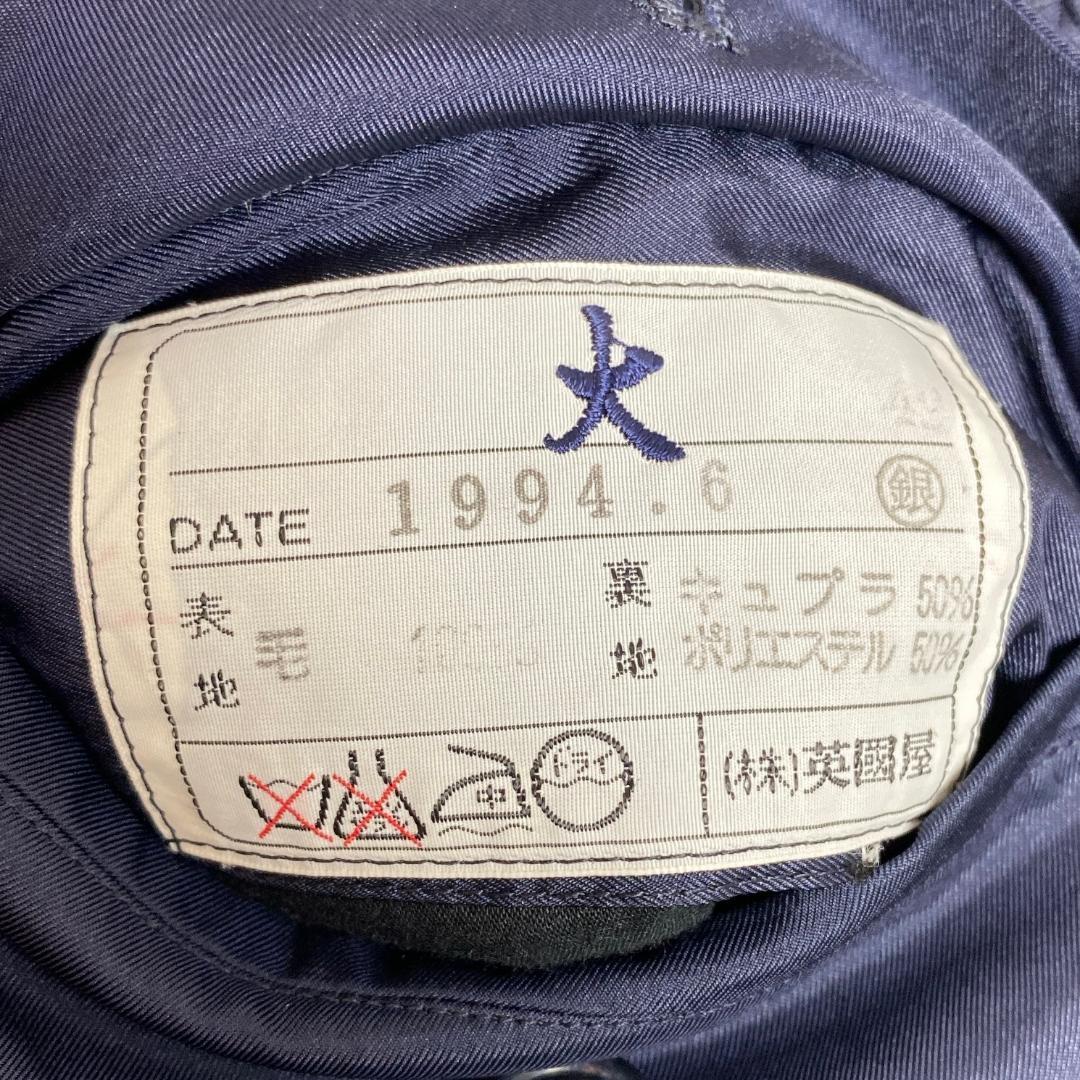 大
DATE 1994.6 銀
表地 毛
裏地 キュプラ 50%
ポリエステル 50%
中 ドライ
(株)英國屋